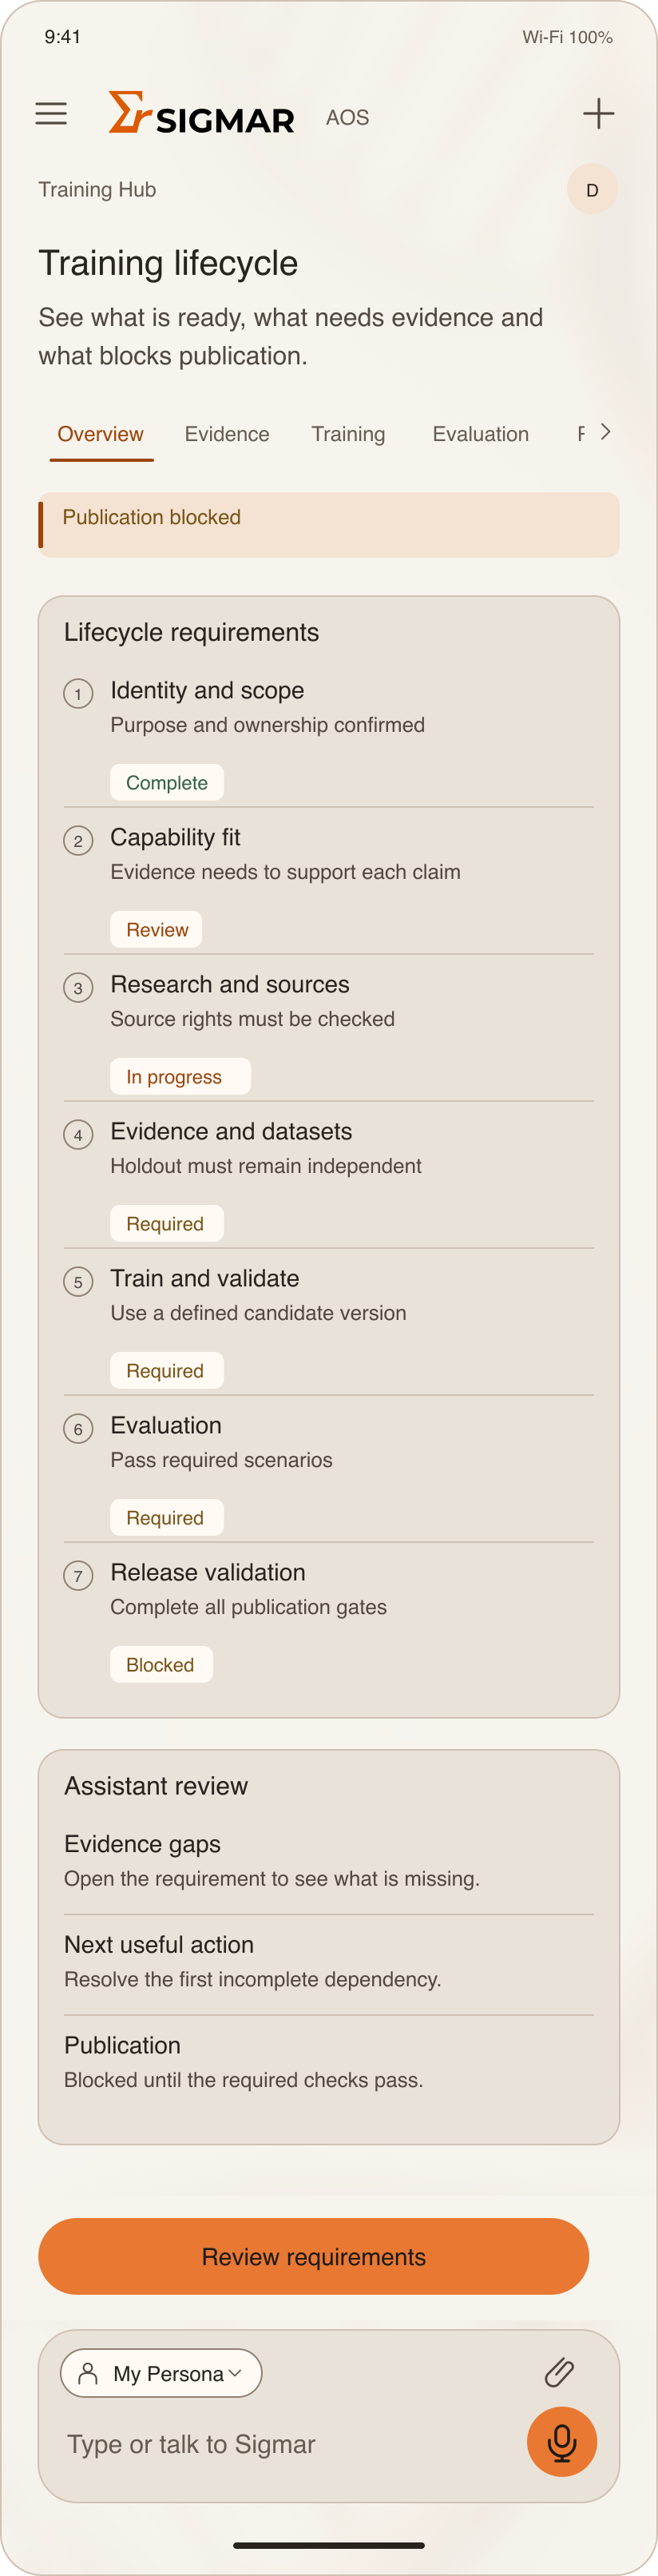 9:41
Wi-Fi 100%
SIGMAR
AOS
Training Hub
D
Training lifecycle
See what is ready, what needs evidence and
what blocks publication.
Overview
Evidence
Training
Evaluation
Publication blocked
Lifecycle requirements
1
Identity and scope
Purpose and ownership confirmed
Complete
2
Capability fit
Evidence needs to support each claim
Review
3
Research and sources
Source rights must be checked
In progress
4
Evidence and datasets
Holdout must remain independent
Required
5
Train and validate
Use a defined candidate version
Required
6
Evaluation
Pass required scenarios
Required
7
Release validation
Complete all publication gates
Blocked
Assistant review
Evidence gaps
Open the requirement to see what is missing.
Next useful action
Resolve the first incomplete dependency.
Publication
Blocked until the required checks pass.
Review requirements
My Persona
Type or talk to Sigmar